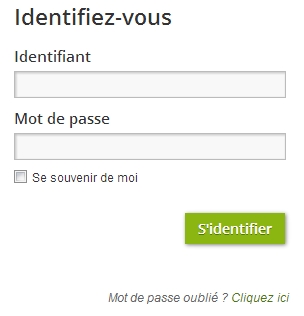 Identifiez-vous
Identifiant
Mot de passe
Se souvenir de moi
S'identifier
Mot de passe oublié ? Cliquez ici